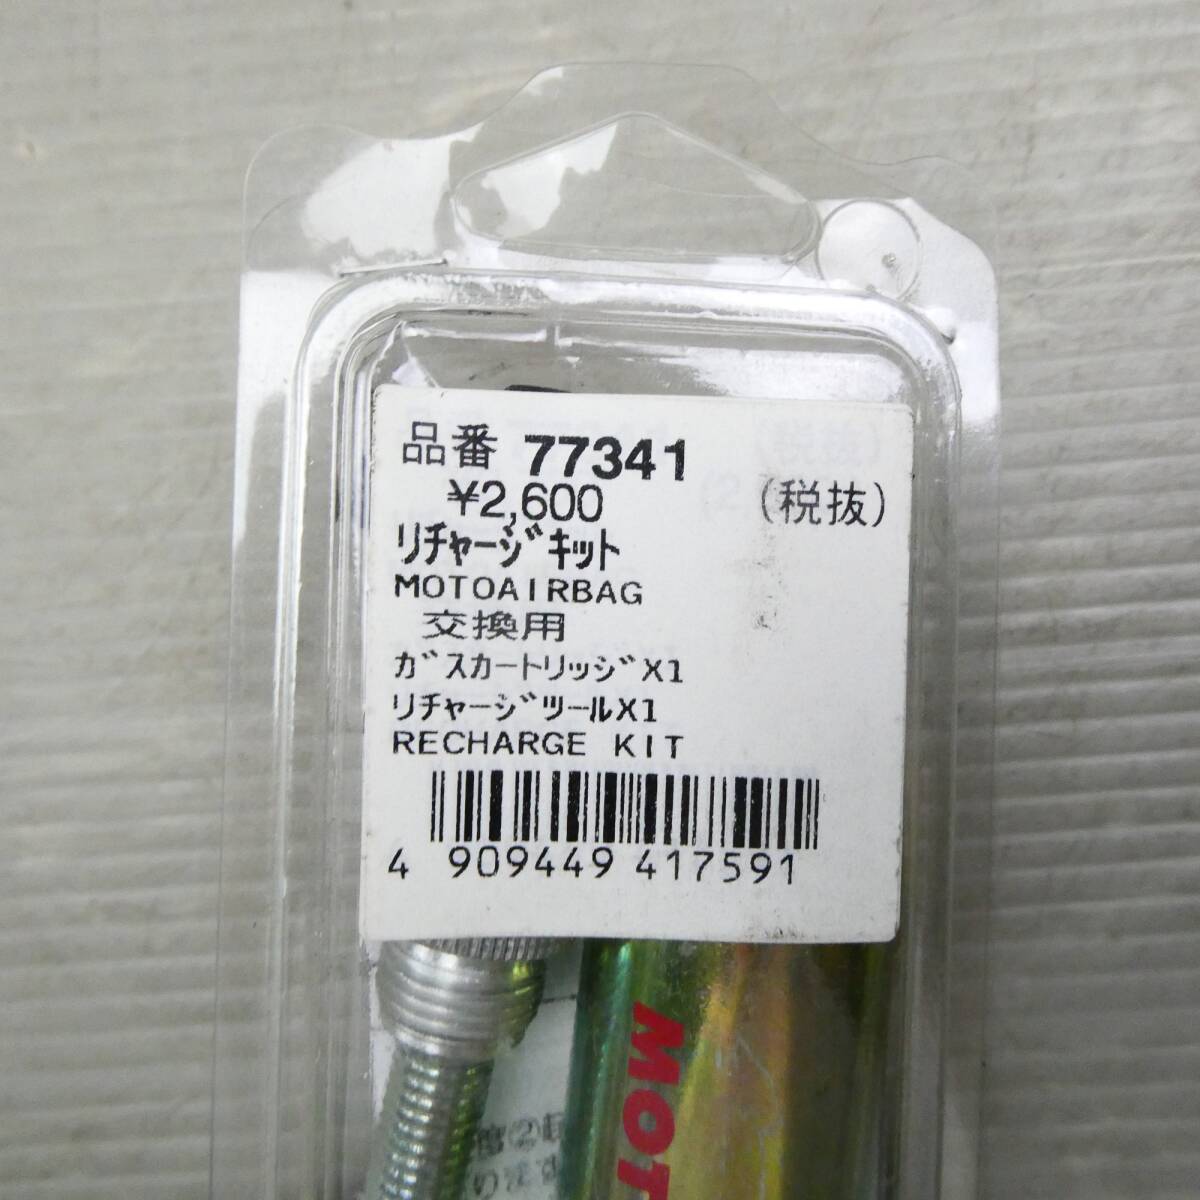 品番 77341
¥2,600 (税抜)
リチャージキット
MOTOAIRBAG
交換用
ガスカートリッジX1
リチャージツールX1
RECHARGE KIT
4 909449 417591
MOT